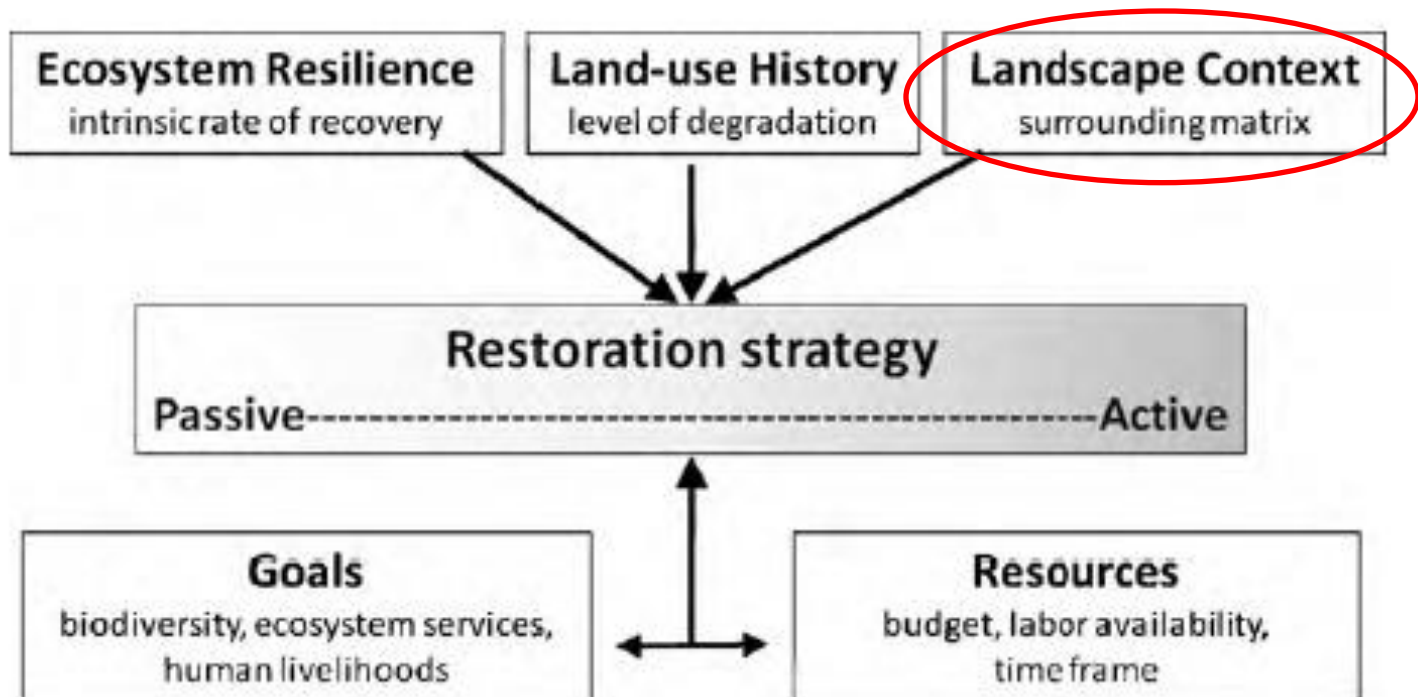 Ecosystem Resilience
intrinsic rate of recovery
Land-use History
level of degradation
Landscape Context
surrounding matrix
Restoration strategy
Passive------------------------------------------------Active
Goals
biodiversity, ecosystem services,
human livelihoods
Resources
budget, labor availability,
time frame